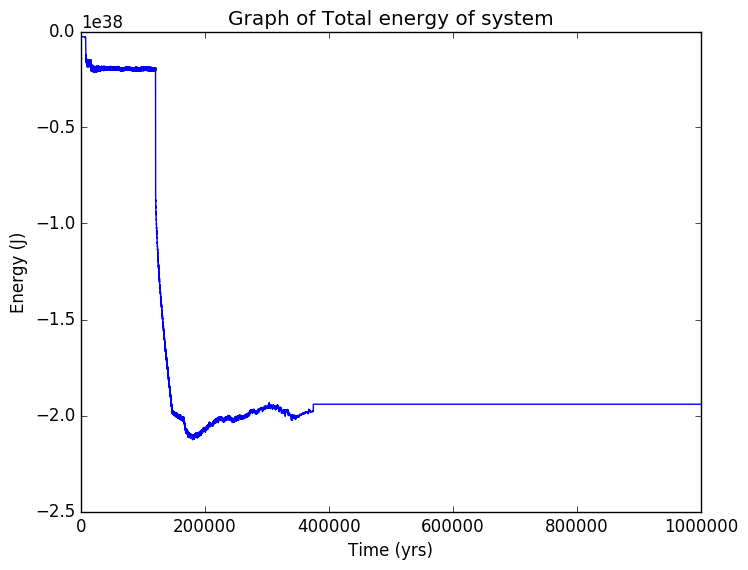 Graph of Total energy of system
1e38
0.0
−0.5
−1.0
−1.5
−2.0
−2.5
Energy (J)
0 200000 400000 600000 800000 1000000
Time (yrs)